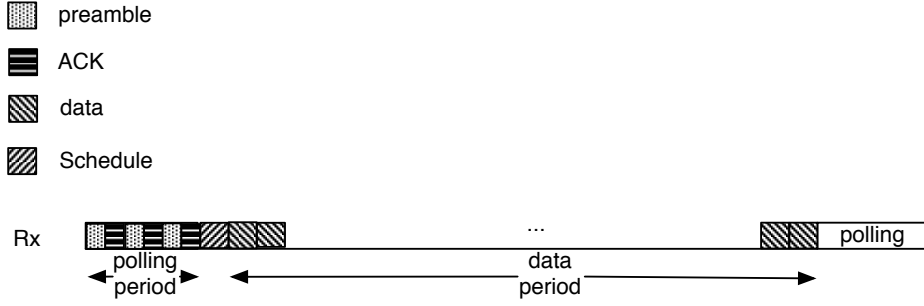 preamble
ACK
data
Schedule
Rx
...
polling
polling
period
data
period